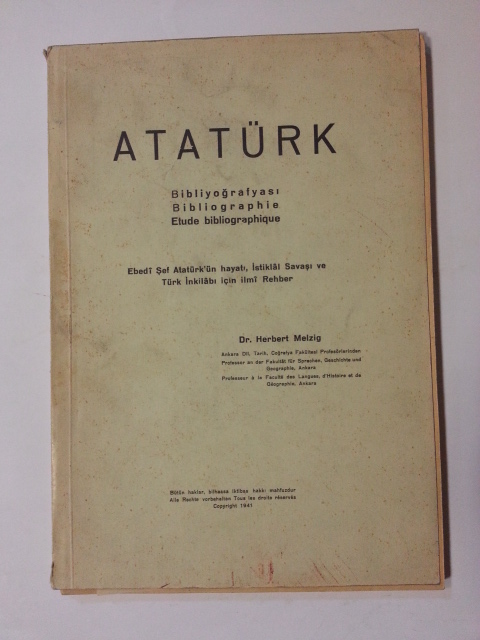 ATATÜRK
Bibliyoğrafyası
Bibliographie
Etude bibliographique
Ebedî Şef Atatürk'ün hayatı, İstiklâl Savaşı ve
Türk İnkilâbı için ilmî Rehber
Dr. Herbert Melzig
Ankara Dil, Tarih, Coğrafya Fakültesi Profesörlerinden
Professor an der Fakultät für Sprachen, Geschichte und
Geographie, Ankara
Professeur à la Faculté des Langues, d'Histoire et de
Géographie, Ankara
Bütün haklar, bilhassa iktibas hakkı mahfuzdur
Alle Rechte vorbehalten Tous les droits réservés
Copyright 1941